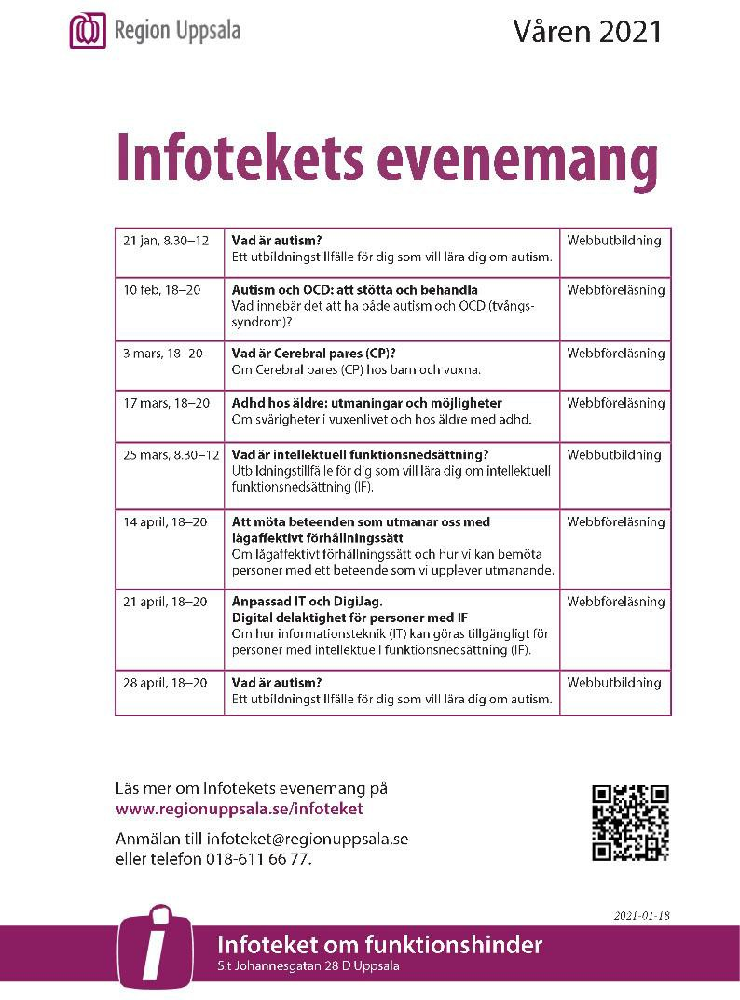 Region Uppsala
Våren 2021
Infotekets evenemang
21 jan, 8.30–12
Vad är autism?
Ett utbildningstillfälle för dig som vill lära dig om autism.
Webbutbildning
10 feb, 18–20
Autism och OCD: att stötta och behandla
Vad innebär det att ha både autism och OCD (tvångs-
syndrom)?
Webbföreläsning
3 mars, 18–20
Vad är Cerebral pares (CP)?
Om Cerebral pares (CP) hos barn och vuxna.
Webbföreläsning
17 mars, 18–20
Adhd hos äldre: utmaningar och möjligheter
Om svårigheter i vuxenlivet och hos äldre med adhd.
Webbföreläsning
25 mars, 8.30–12
Vad är intellektuell funktionsnedsättning?
Utbildningstillfälle för dig som vill lära dig om intellektuell
funktionsnedsättning (IF).
Webbutbildning
14 april, 18–20
Att möta beteenden som utmanar oss med
lågaffektivt förhållningssätt
Om lågaffektivt förhållningssätt och hur vi kan bemöta
personer med ett beteende som vi upplever utmanande.
Webbföreläsning
21 april, 18–20
Anpassad IT och DigiJag.
Digital delaktighet för personer med IF
Om hur informationsteknik (IT) kan göras tillgängligt för
personer med intellektuell funktionsnedsättning (IF).
Webbföreläsning
28 april, 18–20
Vad är autism?
Ett utbildningstillfälle för dig som vill lära dig om autism.
Webbutbildning
Läs mer om Infotekets evenemang på
www.regionuppsala.se/infoteket
Anmälan till infoteket@regionuppsala.se
eller telefon 018-611 66 77.
2021-01-18
i
Infoteket om funktionshinder
S:t Johannesgatan 28 D Uppsala